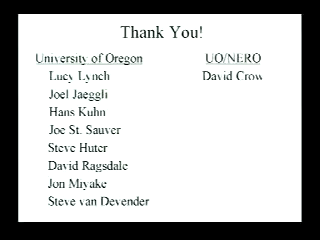 Thank You!
University of Oregon
Lucy Lynch
Joel Jaeggli
Hans Kuhn
Joe St. Sauver
Steve Huter
David Ragsdale
Jon Miyake
Steve van Devender
UO/NERO
David Crow